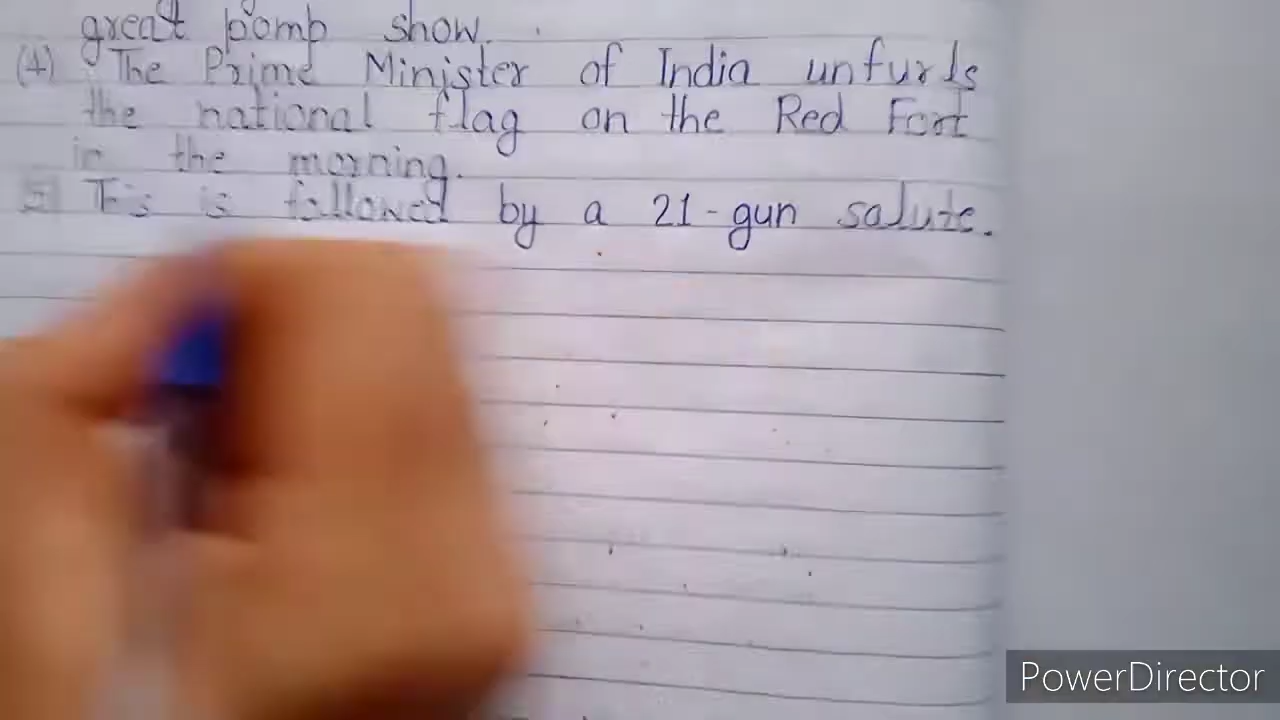 great pomp show.
(4) The Prime Minister of India unfurls
the national flag on the Red Fort
in the morning.
5) This is followed by a 21-gun salute.
PowerDirector